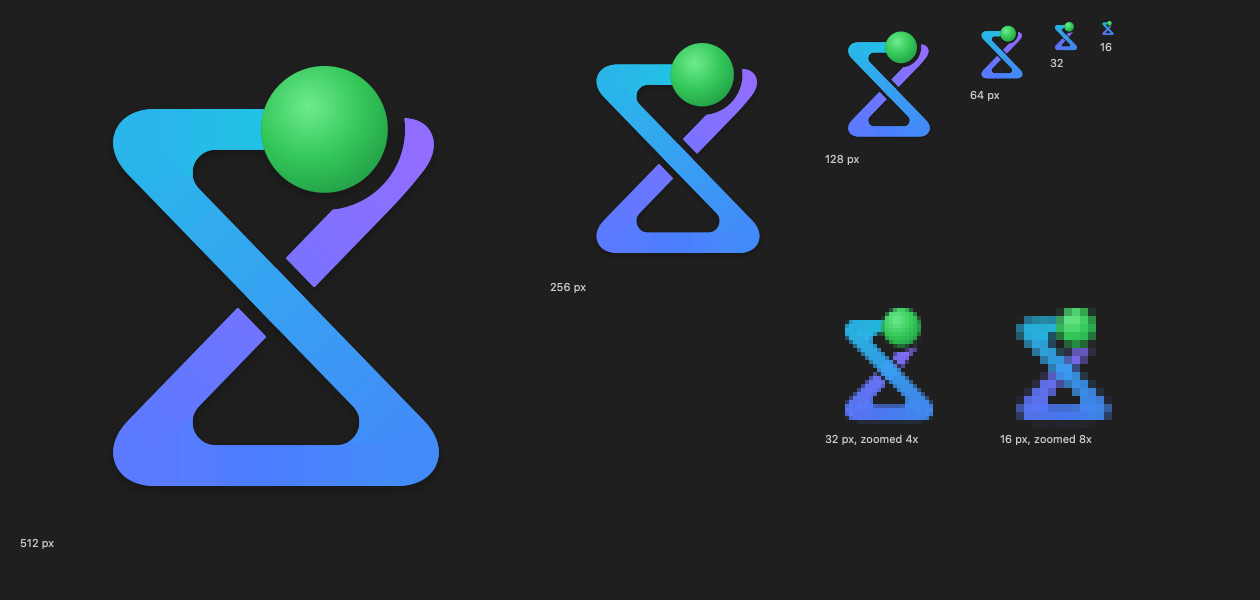 16
32
64 px
128 px
256 px
32 px, zoomed 4x
16 px, zoomed 8x
512 px